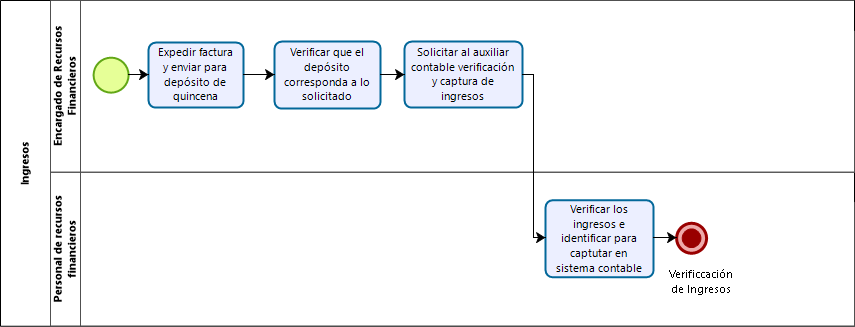 Ingresos
Encargado de Recursos
Financieros
Expedir factura
y enviar para
depósito de
quincena
Verificar que el
depósito
corresponda a lo
solicitado
Solicitar al auxiliar
contable verificación
y captura de
ingresos
Personal de recursos
financieros
Verificar los
ingresos e
identificar para
captutar en
sistema contable
Verificcación
de Ingresos